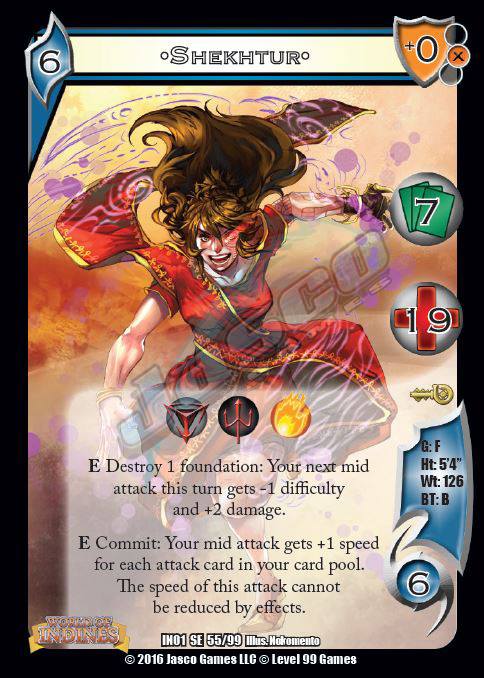 6
•SHEKHTUR•
+0
7
19
G: F
Ht: 5'4"
Wt: 126
BT: B
E Destroy 1 foundation: Your next mid
attack this turn gets -1 difficulty
and +2 damage.
E Commit: Your mid attack gets +1 speed
for each attack card in your card pool.
The speed of this attack cannot
be reduced by effects.
6
WORLD OF
INDINES
IN01 SE 55/99 Illus. Nokomento
© 2016 Jasco Games LLC © Level 99 Games
Jasco